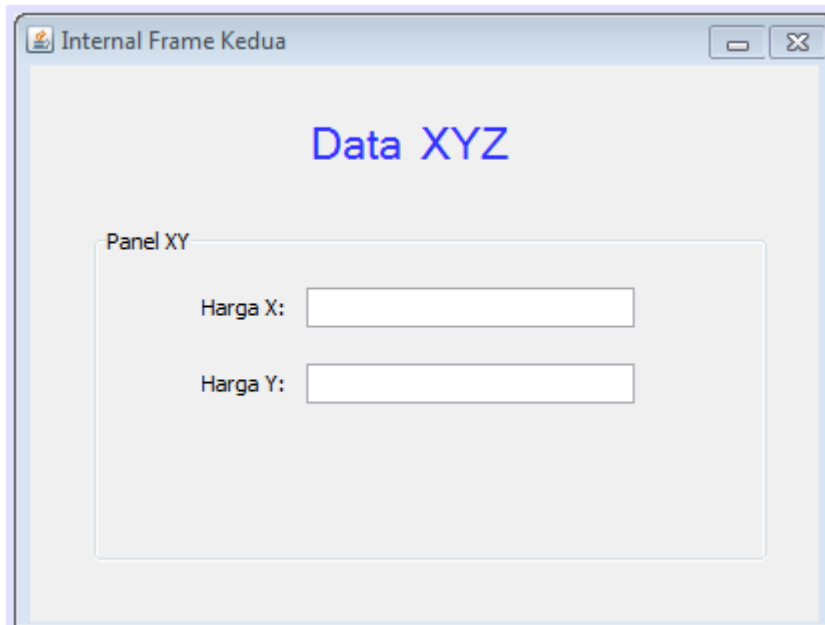 Internal Frame Kedua
Data XYZ
Panel XY
Harga X:
Harga Y: